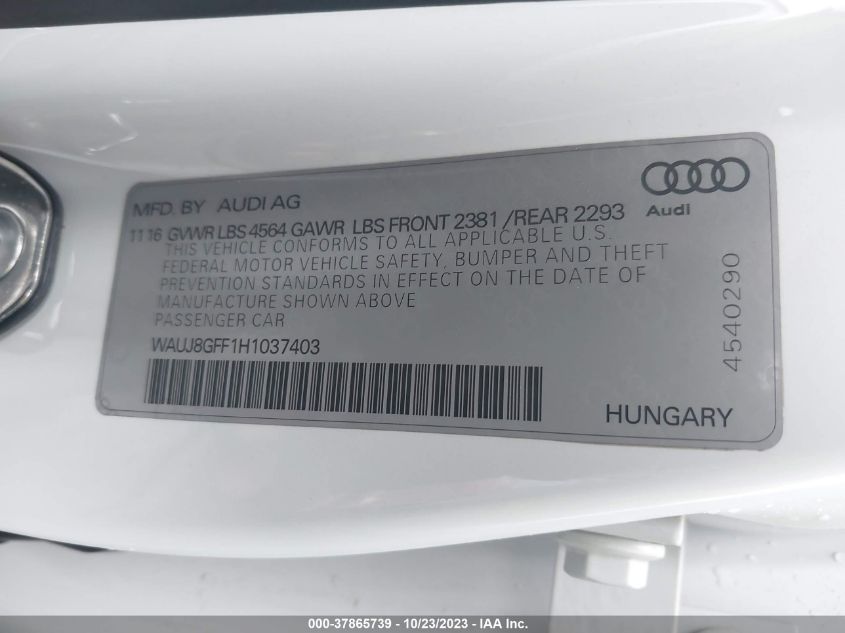 MFD. BY AUDI AG
11 16 GVWR LBS 4564 GAWR LBS FRONT 2381 /REAR 2293
THIS VEHICLE CONFORMS TO ALL APPLICABLE U.S.
FEDERAL MOTOR VEHICLE SAFETY, BUMPER AND THEFT
PREVENTION STANDARDS IN EFFECT ON THE DATE OF
MANUFACTURE SHOWN ABOVE
PASSENGER CAR
WAUJ8GFF1H1037403
Audi
4540290
HUNGARY
000-37865739 - 10/23/2023 - IAA Inc.